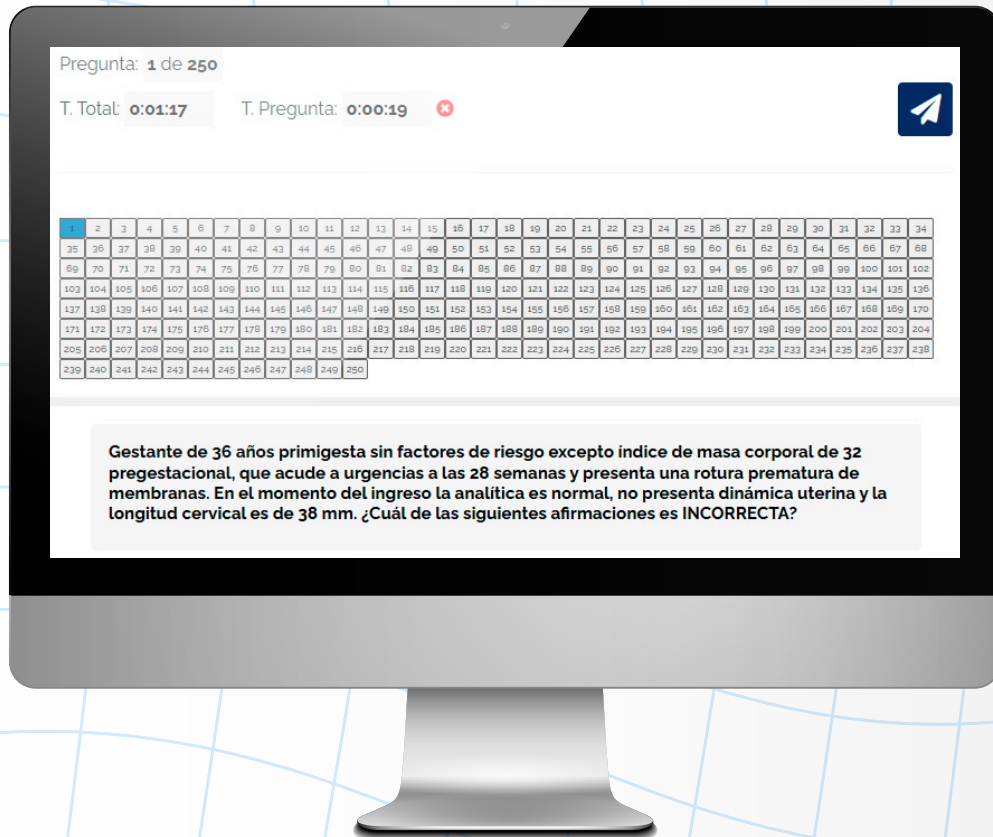 Pregunta: 1 de 250
T. Total: 0:01:17 T. Pregunta: 0:00:19
1 2 3 4 5 6 7 8 9 10 11 12 13 14 15 16 17 18 19 20 21 22 23 24 25 26 27 28 29 30 31 32 33 34
35 36 37 38 39 40 41 42 43 44 45 46 47 48 49 50 51 52 53 54 55 56 57 58 59 60 61 62 63 64 65 66 67 68
69 70 71 72 73 74 75 76 77 78 79 80 81 82 83 84 85 86 87 88 89 90 91 92 93 94 95 96 97 98 99 100 101 102
103 104 105 106 107 108 109 110 111 112 113 114 115 116 117 118 119 120 121 122 123 124 125 126 127 128 129 130 131 132 133 134 135 136
137 138 139 140 141 142 143 144 145 146 147 148 149 150 151 152 153 154 155 156 157 158 159 160 161 162 163 164 165 166 167 168 169 170
171 172 173 174 175 176 177 178 179 180 181 182 183 184 185 186 187 188 189 190 191 192 193 194 195 196 197 198 199 200 201 202 203 204
205 206 207 208 209 210 211 212 213 214 215 216 217 218 219 220 221 222 223 224 225 226 227 228 229 230 231 232 233 234 235 236 237 238
239 240 241 242 243 244 245 246 247 248 249 250
Gestante de 36 años primigesta sin factores de riesgo excepto índice de masa corporal de 32
pregestacional, que acude a urgencias a las 28 semanas y presenta una rotura prematura de
membranas. En el momento del ingreso la analítica es normal, no presenta dinámica uterina y la
longitud cervical es de 38 mm. ¿Cuál de las siguientes afirmaciones es INCORRECTA?